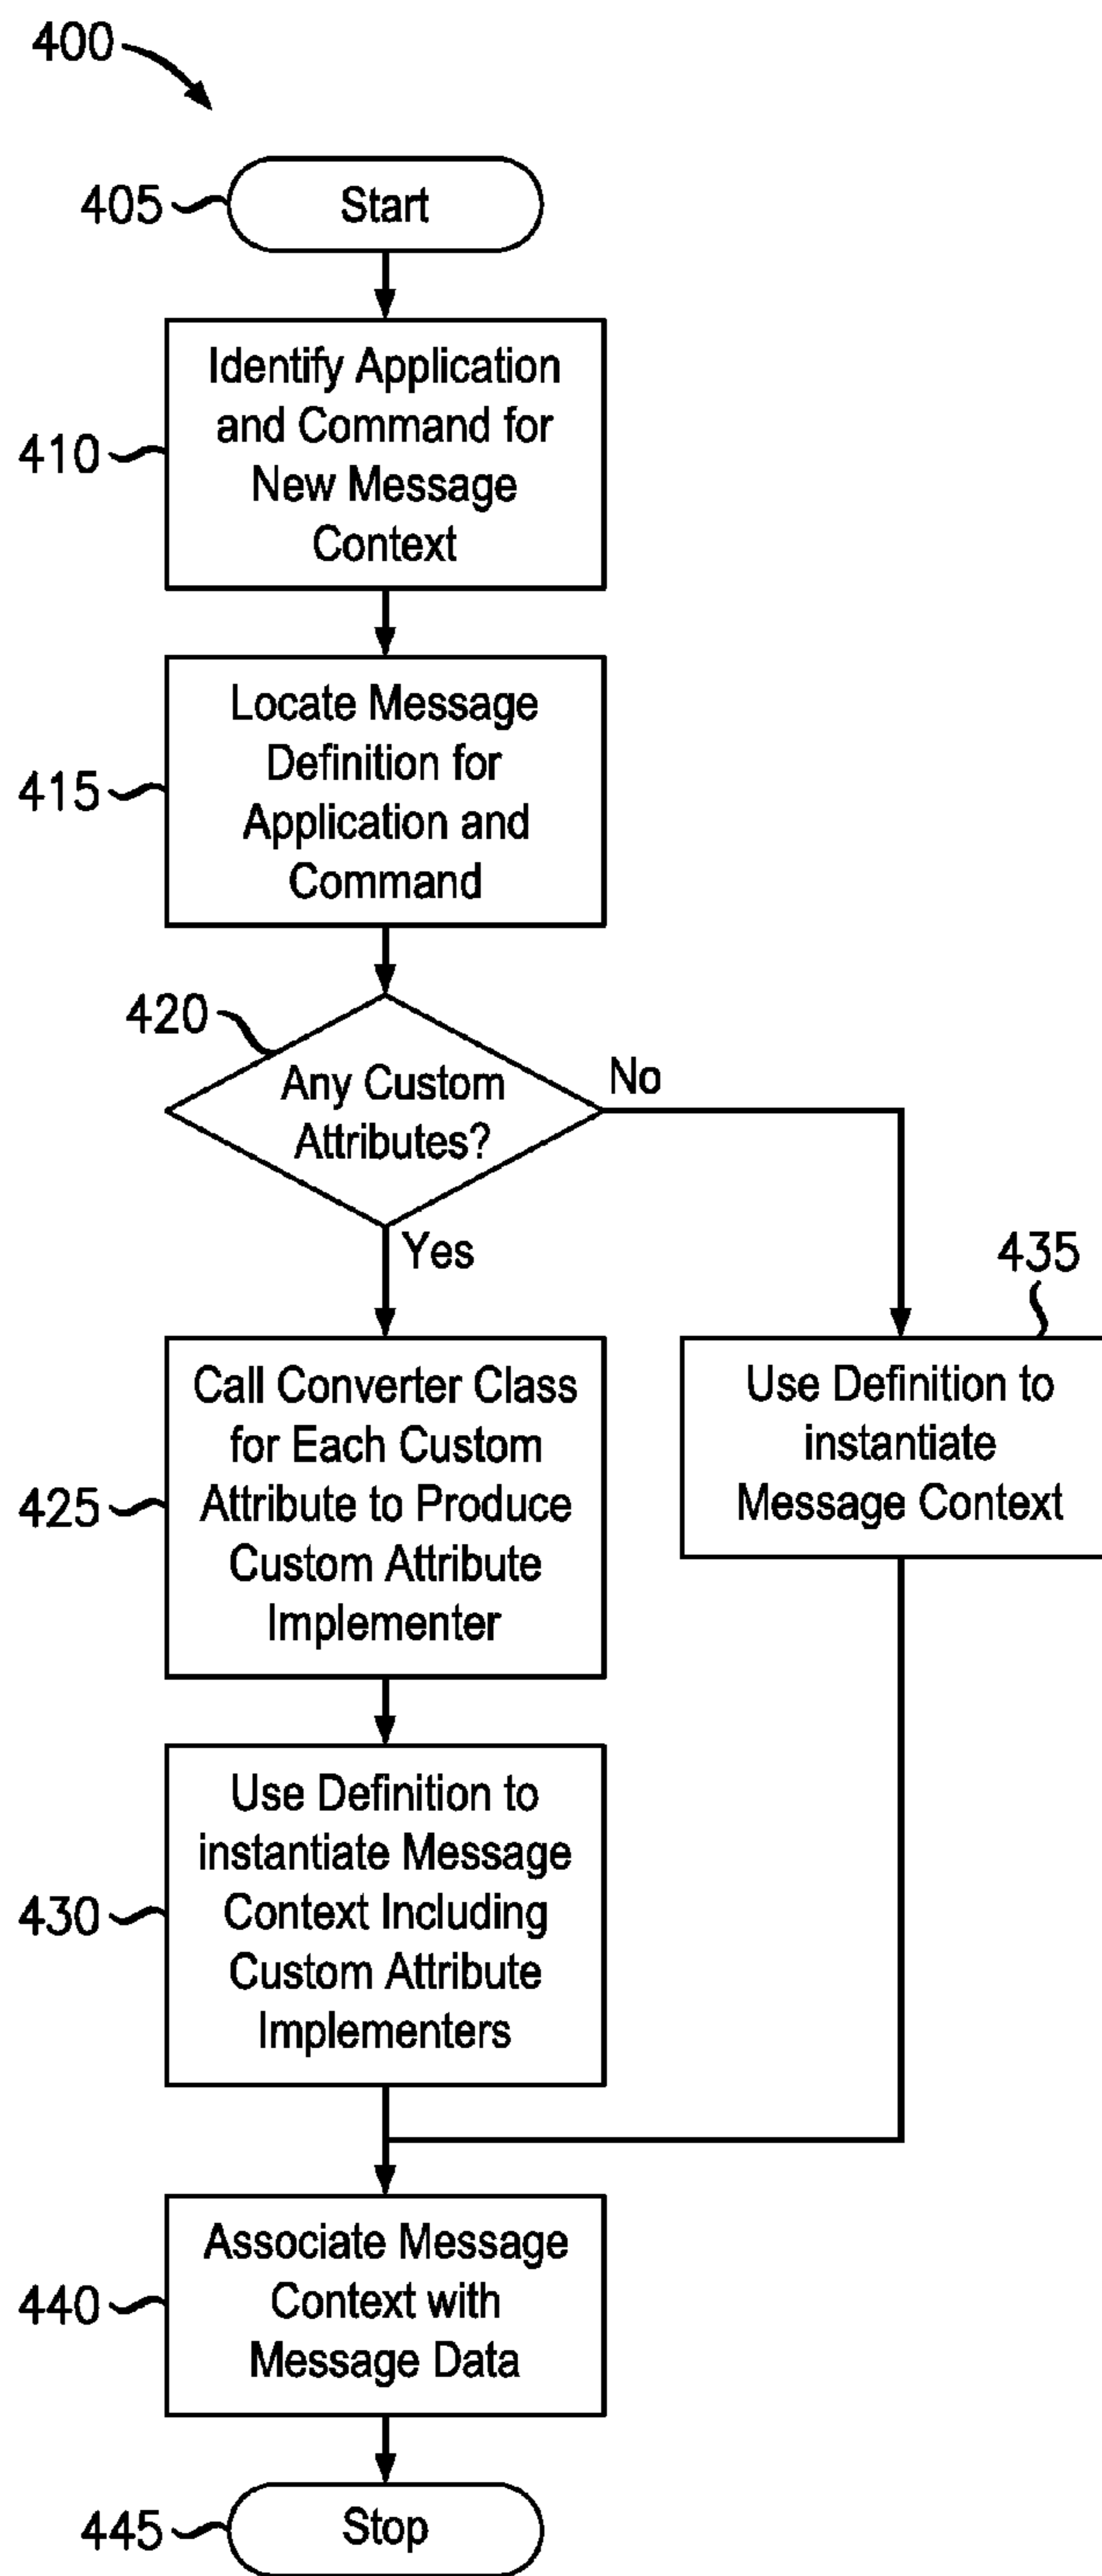 400
405
Start
410
Identify Application
and Command for
New Message
Context
415
Locate Message
Definition for
Application and
Command
420
Any Custom
Attributes?
No
Yes
435
425
Call Converter Class
for Each Custom
Attribute to Produce
Custom Attribute
Implementer
Use Definition to
instantiate
Message Context
430
Use Definition to
instantiate Message
Context Including
Custom Attribute
Implementers
440
Associate Message
Context with
Message Data
445
Stop